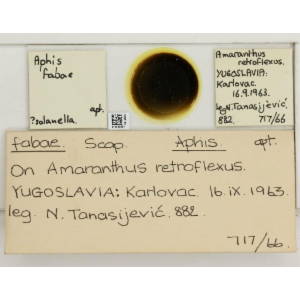 Aphis
fabae
apt.
?solanella.
Amaranthus
retroflexus.
YUGOSLAVIA:
Karlovac.
16.9.1963.
leg. N. Tanasijević.
882. 717/66
fabae. Scop. Aphis. apt.
On Amaranthus retroflexus.
YUGOSLAVIA: Karlovac. 16. ix. 1963.
leg. N. Tanasijević. 882.
717/66.